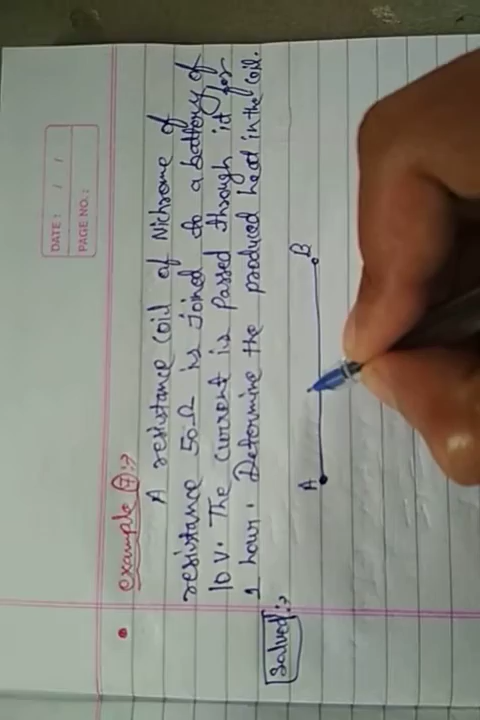 DATE : / /
PAGE NO. :
example 7:→
A resistance coil of Nichrome of
resistance 50Ω is joined to a battery of
10 V. The current is passed through it for
1 hour. Determine the produced heat in the coil.
Solved:→
A B